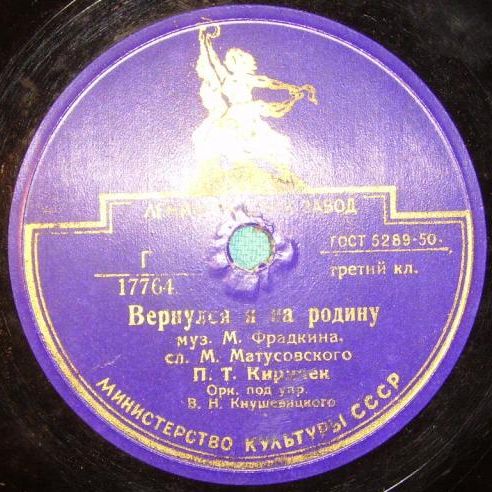 ЗАВОД
Г
17764
ГОСТ 5289-50
третий кл.
Вернулся я на родину
муз. М. Фрадкина,
сл. М. Матусовского
П. Т. Киричек
Орк. под упр.
В. Н. Кнушевицкого
МИНИСТЕРСТВО КУЛЬТУРЫ СССР